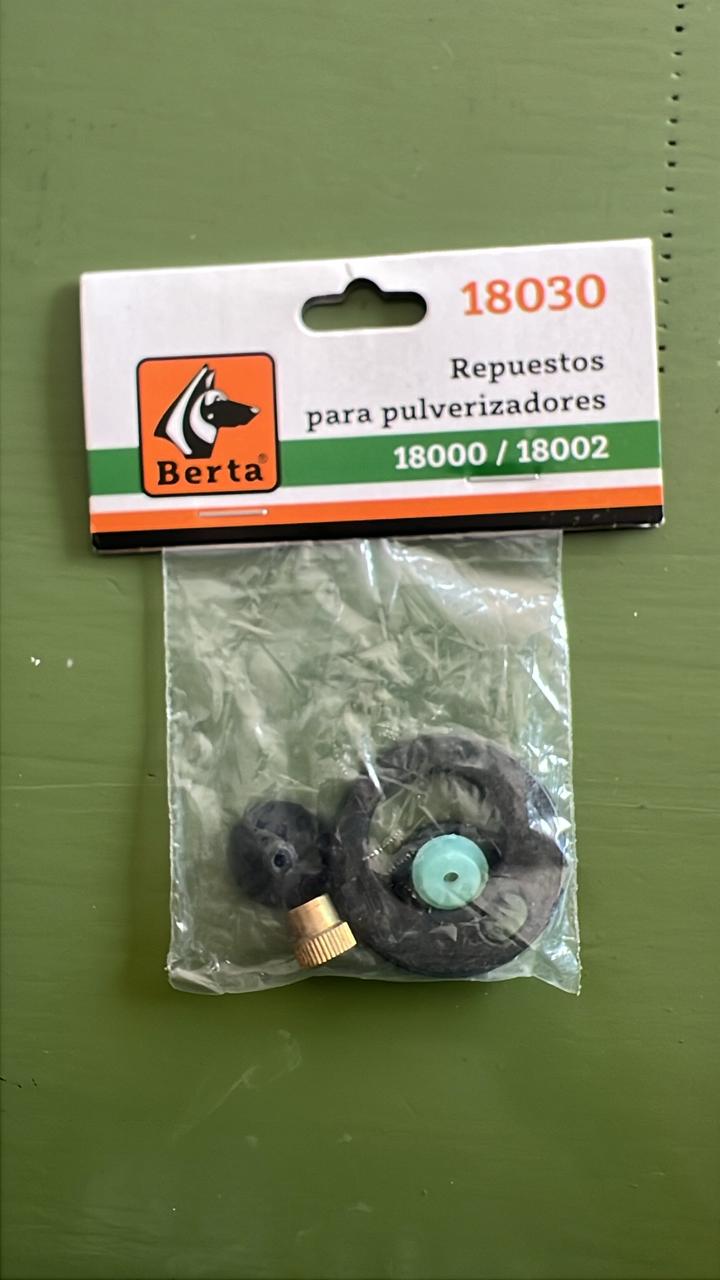 18030
Repuestos
para pulverizadores
18000 / 18002
Berta®